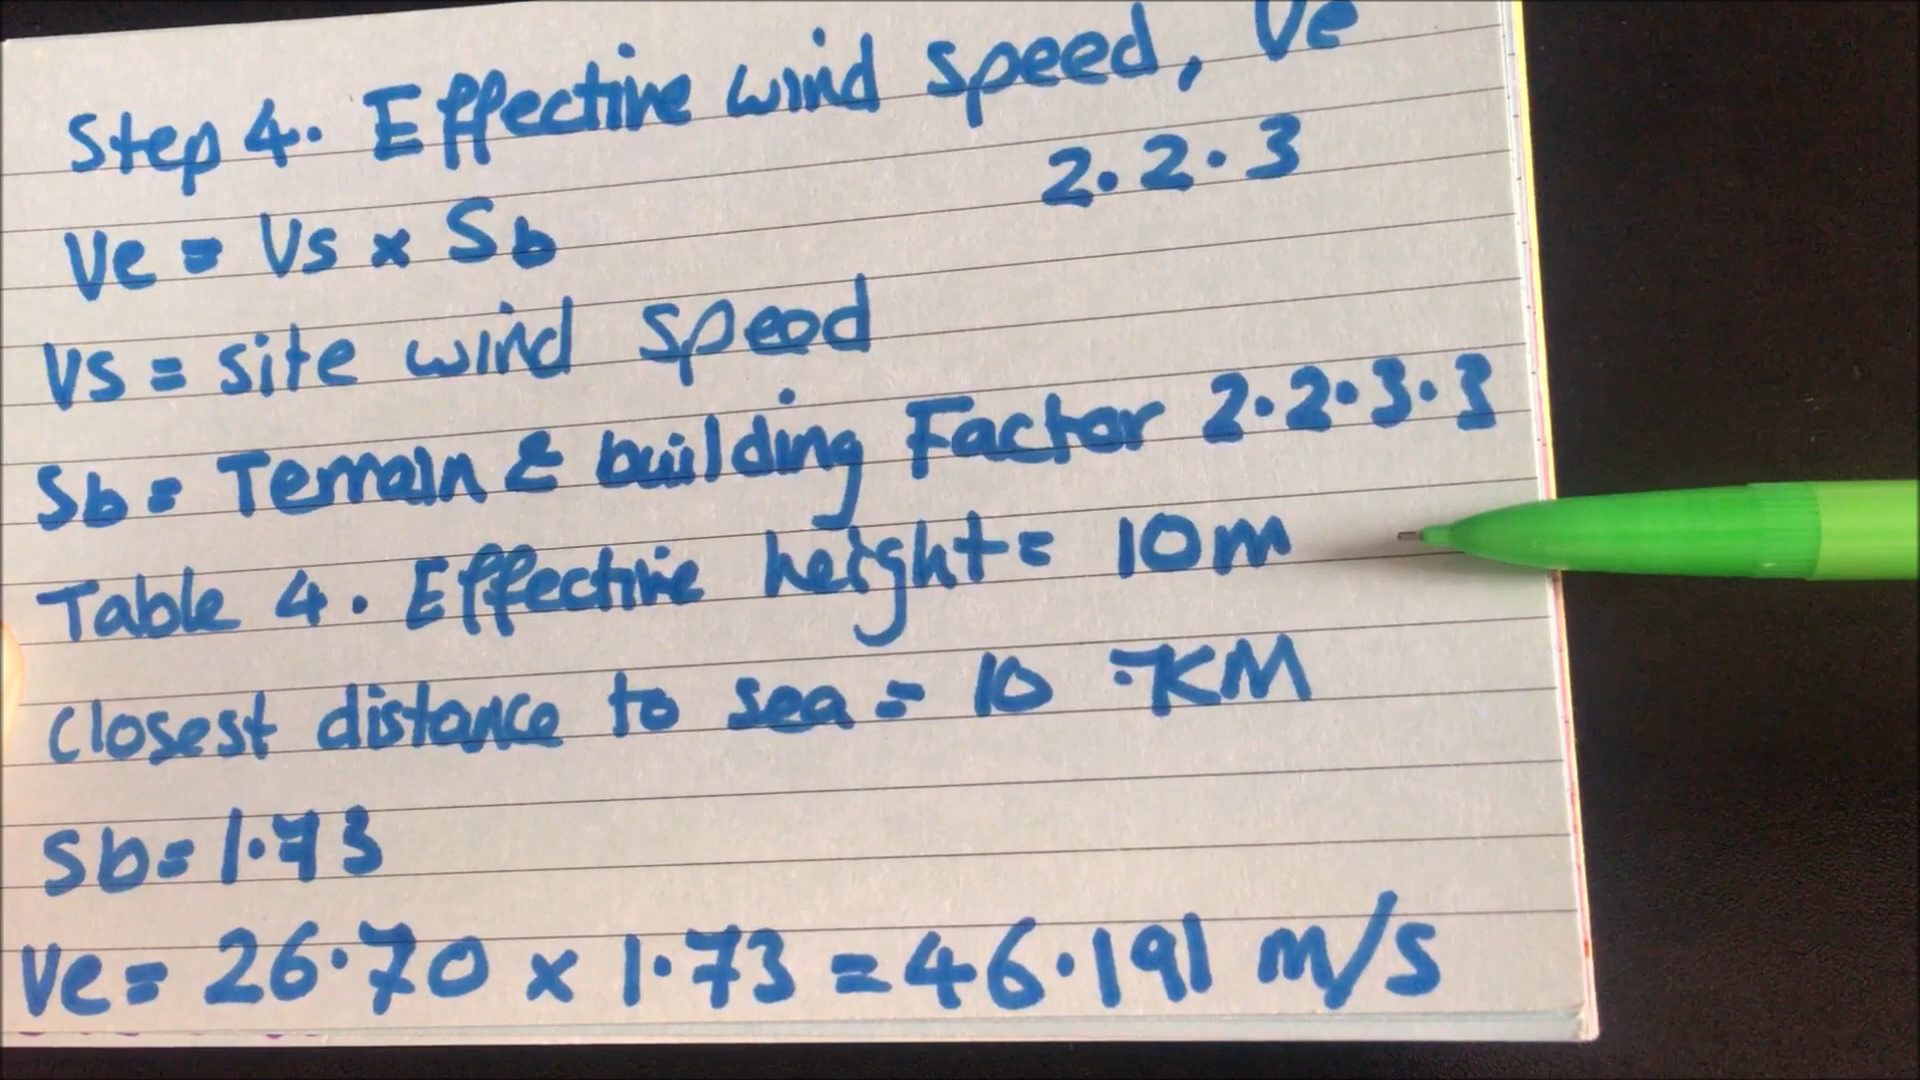 Step 4. Effective wind speed, Ve
2.2.3
Ve = Vs x Sb
Vs = site wind speed
Sb = Terrain & building Factor 2.2.3.3
Table 4. Effective height = 10m
Closest distance to sea = 10 KM
Sb = 1.73
Ve = 26.70 x 1.73 = 46.191 m/s